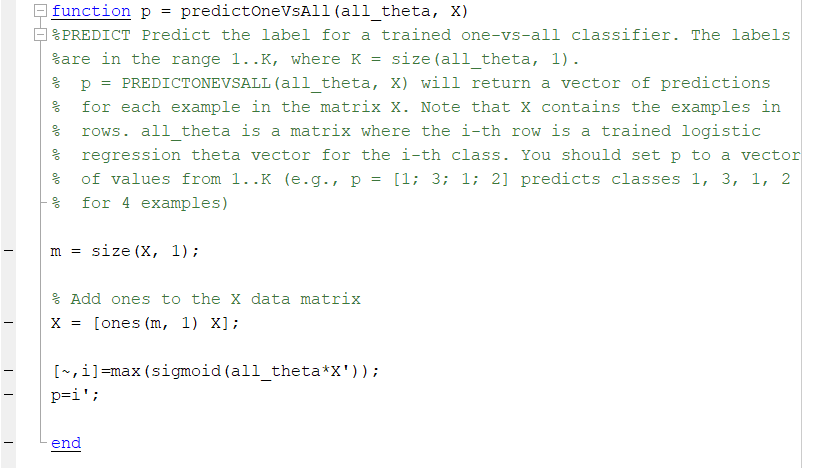 function p = predictOneVsAll(all_theta, X)
%PREDICT Predict the label for a trained one-vs-all classifier. The labels
%are in the range 1..K, where K = size(all_theta, 1).
%  p = PREDICTONEVSALL(all_theta, X) will return a vector of predictions
%  for each example in the matrix X. Note that X contains the examples in
%  rows. all_theta is a matrix where the i-th row is a trained logistic
%  regression theta vector for the i-th class. You should set p to a vector
%  of values from 1..K (e.g., p = [1; 3; 1; 2] predicts classes 1, 3, 1, 2
%  for 4 examples)
m = size(X, 1);
% Add ones to the X data matrix
X = [ones(m, 1) X];
[~,i]=max(sigmoid(all_theta*X'));
p=i';
end